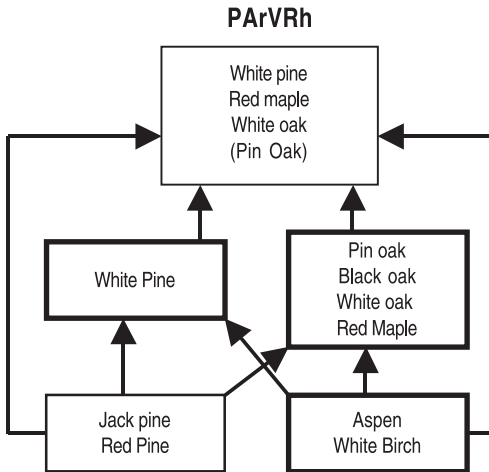 PArVRh
White pine
Red maple
White oak
(Pin Oak)
White Pine
Pin oak
Black oak
White oak
Red Maple
Jack pine
Red Pine
Aspen
White Birch